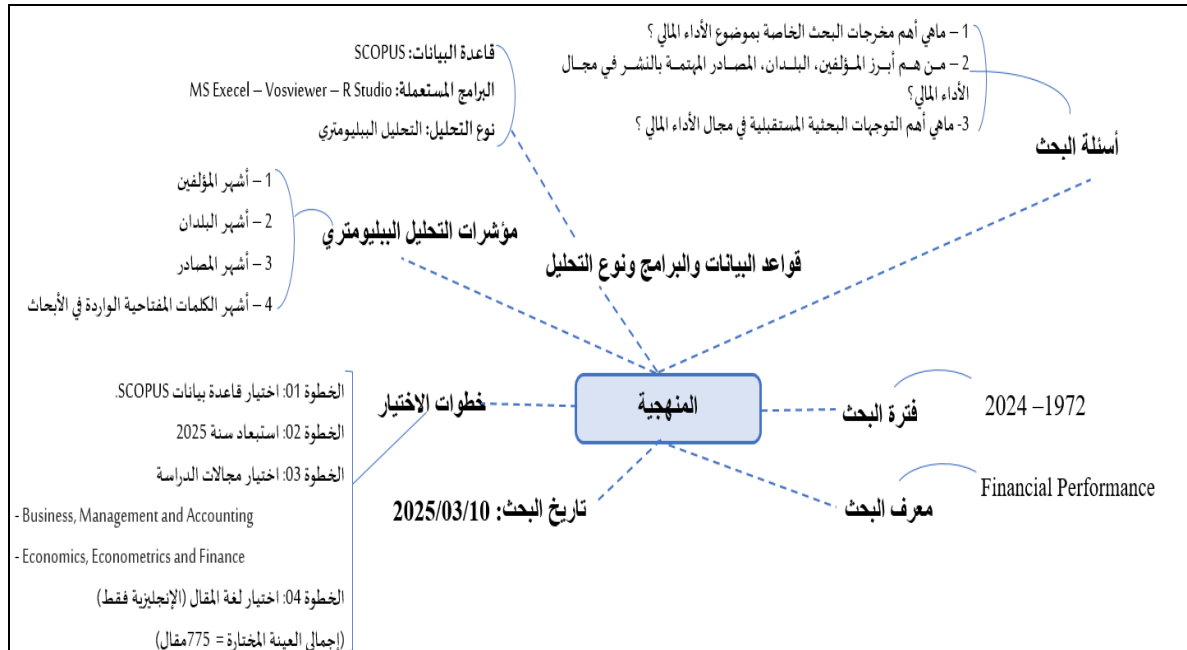 1 – ماهي أهم مخرجات البحث الخاصة بموضوع الأداء المالي ؟
2 – من هم أبرز المؤلفين، البلدان، المصادر المهتمة بالنشر في مجال
الأداء المالي؟
3- ماهي أهم التوجهات البحثية المستقبلية في مجال الأداء المالي ؟
أسئلة البحث
قاعدة البيانات: SCOPUS
البرامج المستعملة: MS Execel – Vosviewer – R Studio
نوع التحليل: التحليل الببليومتري
قواعد البيانات والبرامج ونوع التحليل
1 – أشهر المؤلفين
2 – أشهر البلدان
3 – أشهر المصادر
4 – أشهر الكلمات المفتاحية الواردة في الأبحاث
مؤشرات التحليل الببليومتري
المنهجية
فترة البحث
2024 –1972
معرف البحث
Financial Performance
تاريخ البحث: 2025/03/10
خطوات الاختيار
الخطوة 01: اختيار قاعدة بيانات SCOPUS.
الخطوة 02: استبعاد سنة 2025
الخطوة 03: اختيار مجالات الدراسة
- Business, Management and Accounting
- Economics, Econometrics and Finance
الخطوة 04: اختيار لغة المقال (الإنجليزية فقط)
(إجمالي العينة المختارة = 775مقال)